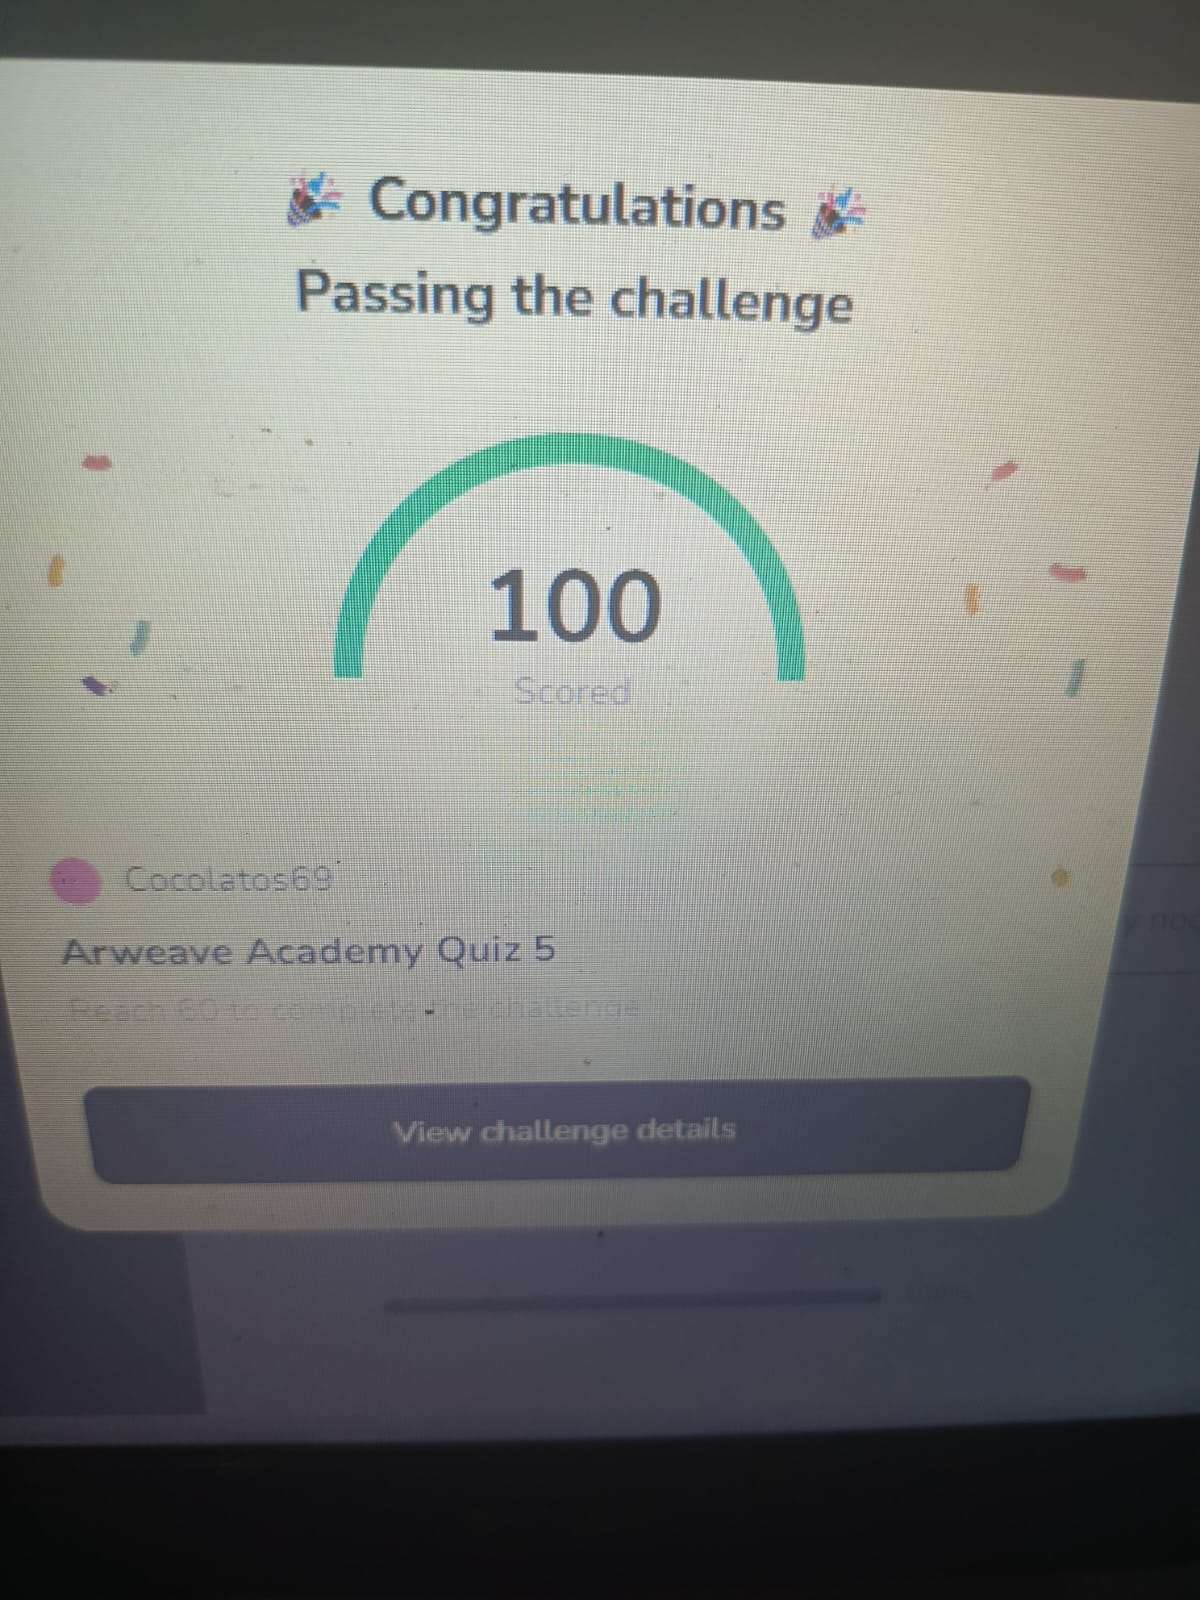 🎉 Congratulations 🎉
Passing the challenge
100
Scored
Cocolatos69
Arweave Academy Quiz 5
Reach 60 to complete the challenge
View challenge details